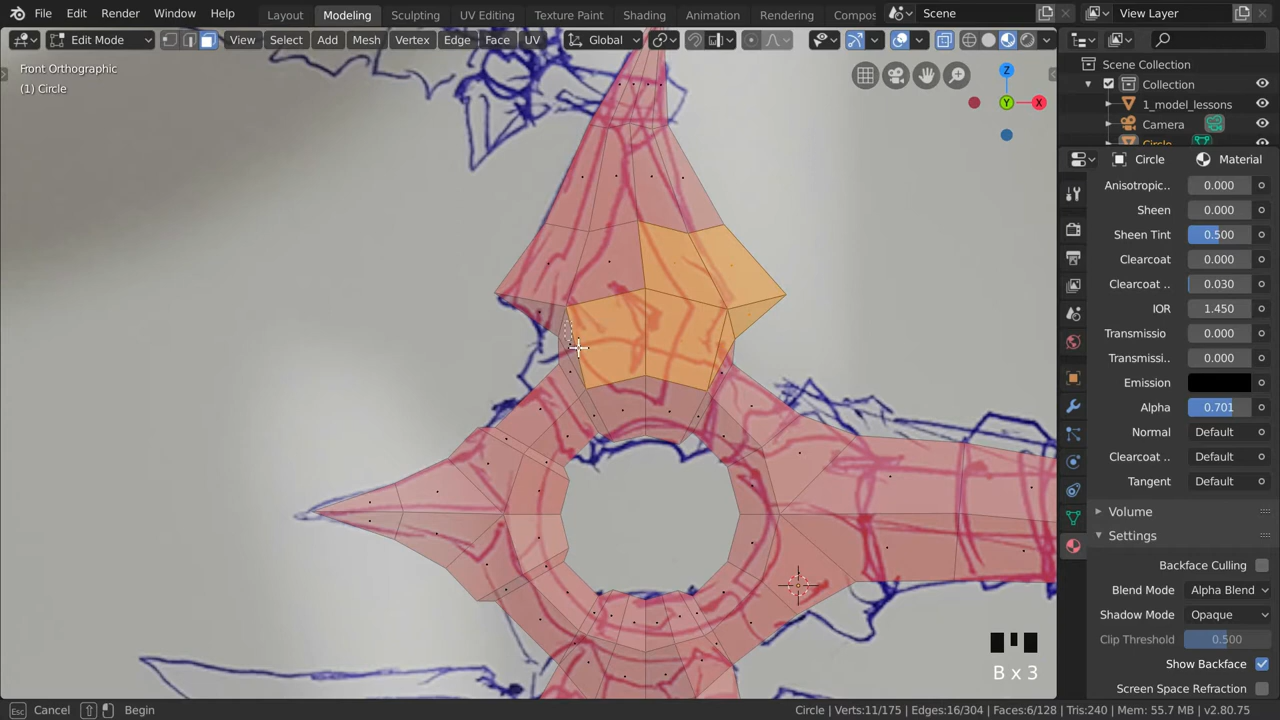 File Edit Render Window Help Layout Modeling Sculpting UV Editing Texture Paint Shading Animation Rendering Compos Scene View Layer
Edit Mode View Select Add Mesh Vertex Edge Face UV Global
Front Orthographic
(1) Circle
Z
Y
X
Scene Collection
Collection
1_model_lessons
Camera
Circle
Circle Material
Anisotropic.. 0.000
Sheen 0.000
Sheen Tint 0.500
Clearcoat 0.000
Clearcoat .. 0.030
IOR 1.450
Transmissio 0.000
Transmissi.. 0.000
Emission
Alpha 0.701
Normal Default
Clearcoat .. Default
Tangent Default
Volume
Settings
Backface Culling
Blend Mode Alpha Blend
Shadow Mode Opaque
Clip Threshold 0.500
Show Backface
Screen Space Refraction
B x 3
Esc Cancel Begin Circle | Verts:11/175 | Edges:16/304 | Faces:6/128 | Tris:240 | Mem: 55.7 MB | v2.80.75